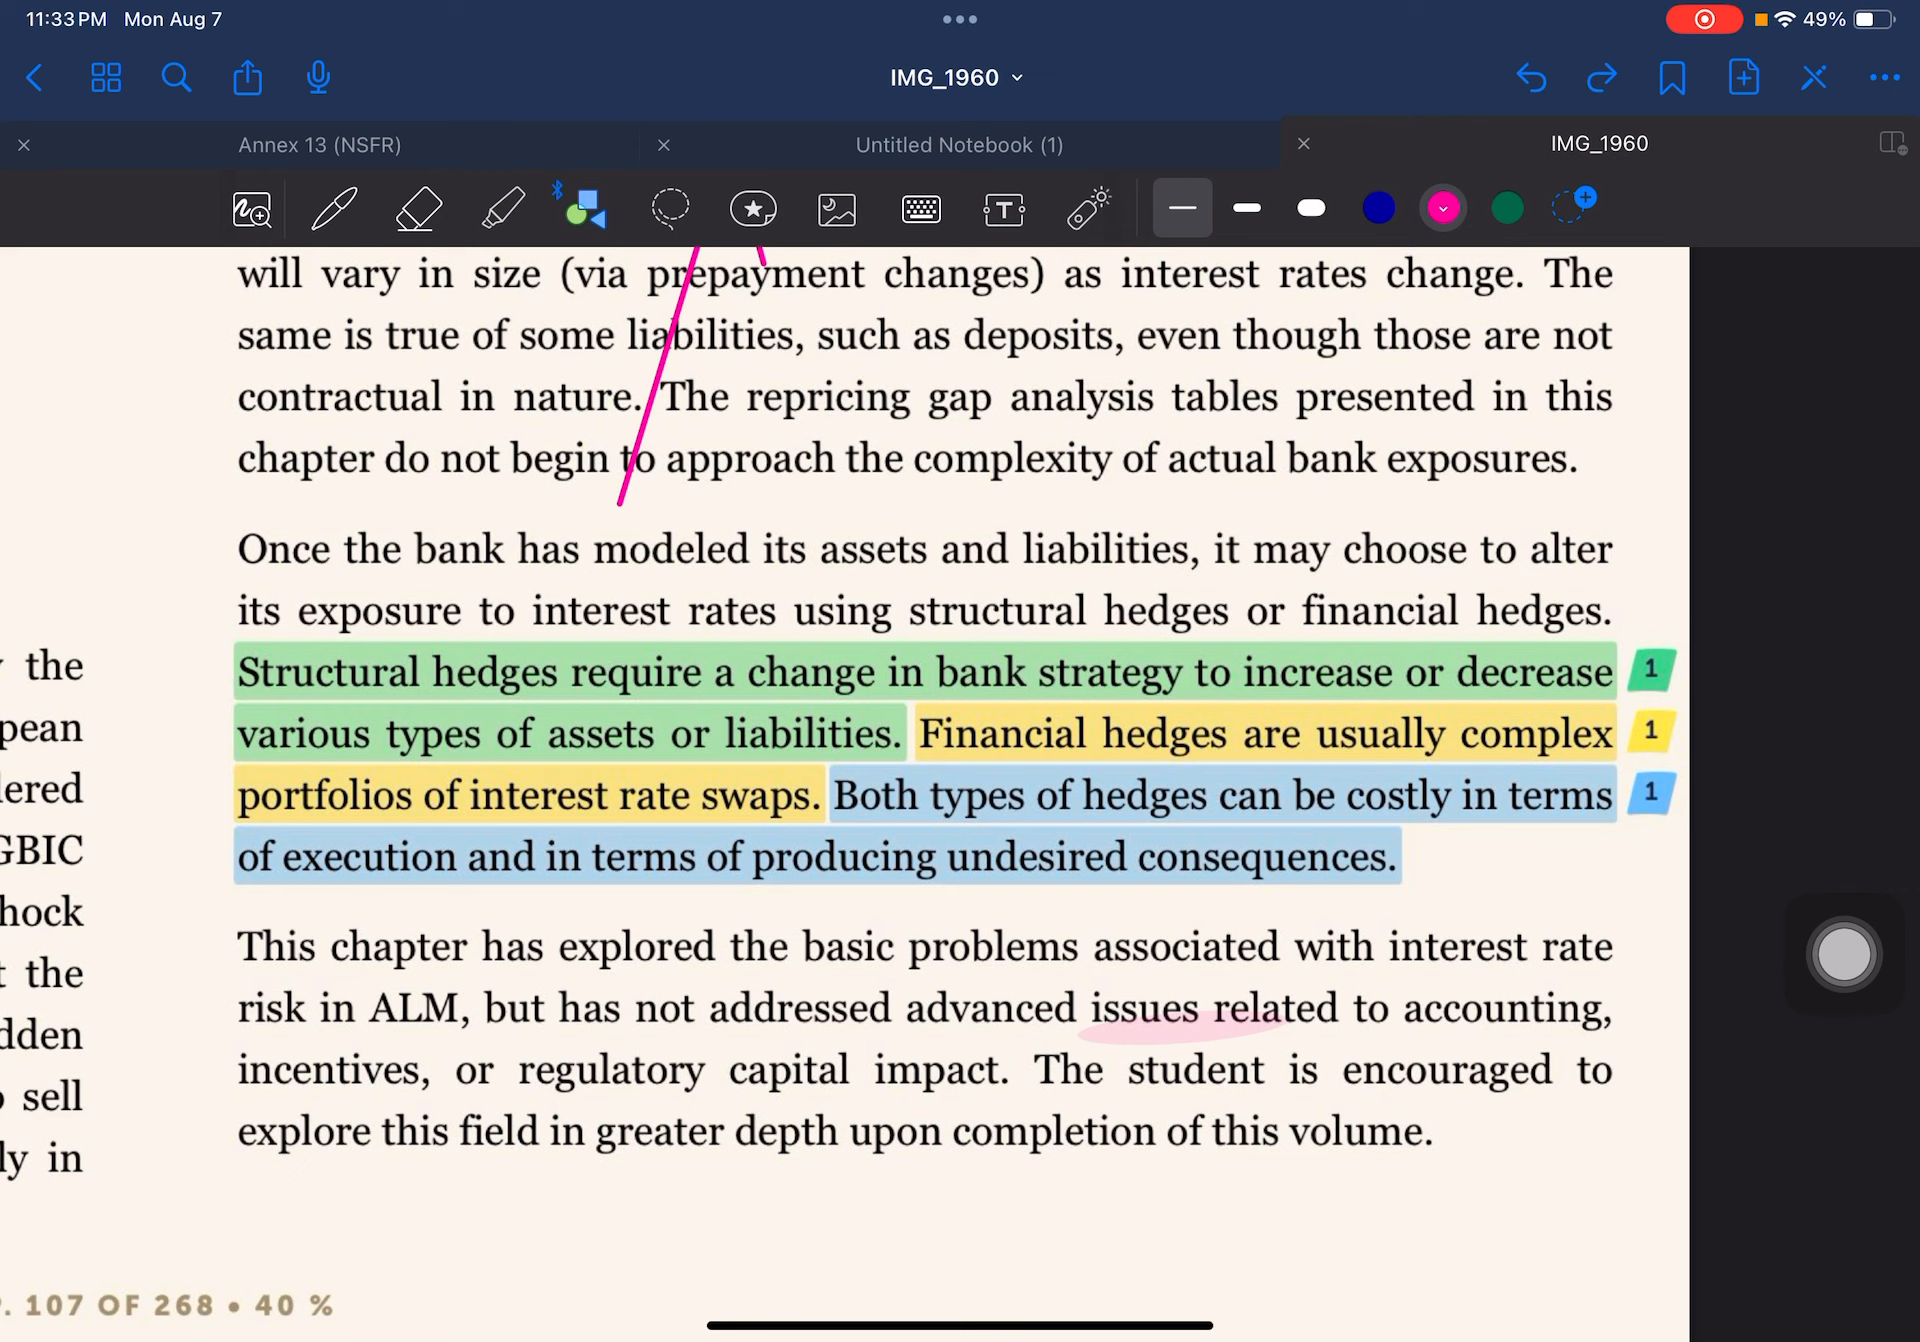 11:33 PM Mon Aug 7
49%
IMG_1960
Annex 13 (NSFR)
Untitled Notebook (1)
IMG_1960
will vary in size (via prepayment changes) as interest rates change. The
same is true of some liabilities, such as deposits, even though those are not
contractual in nature. The repricing gap analysis tables presented in this
chapter do not begin to approach the complexity of actual bank exposures.
Once the bank has modeled its assets and liabilities, it may choose to alter
its exposure to interest rates using structural hedges or financial hedges.
Structural hedges require a change in bank strategy to increase or decrease 1
various types of assets or liabilities. Financial hedges are usually complex 1
portfolios of interest rate swaps. Both types of hedges can be costly in terms 1
of execution and in terms of producing undesired consequences.
This chapter has explored the basic problems associated with interest rate
risk in ALM, but has not addressed advanced issues related to accounting,
incentives, or regulatory capital impact. The student is encouraged to
explore this field in greater depth upon completion of this volume.
the
pean
lered
GBIC
hock
t the
dden
sell
ly in
. 107 OF 268 • 40 %